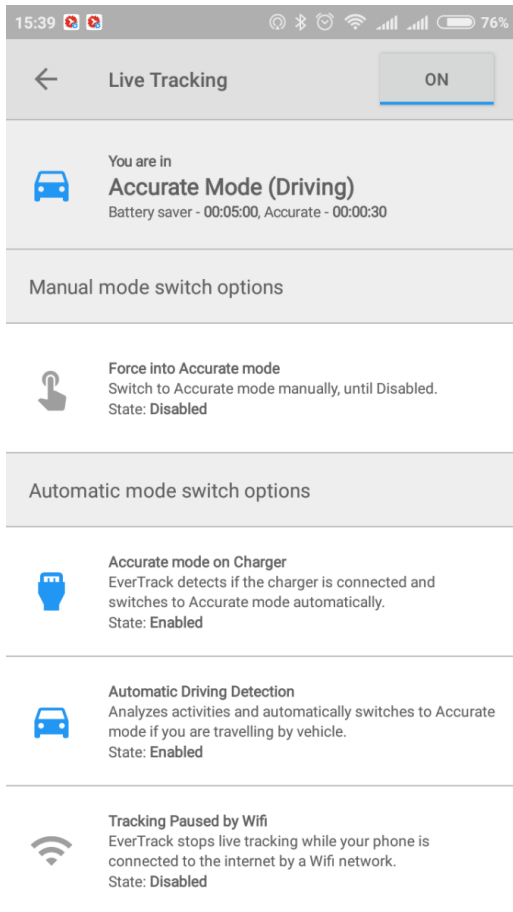 15:39 76%
Live Tracking ON
You are in
Accurate Mode (Driving)
Battery saver - 00:05:00, Accurate - 00:00:30
Manual mode switch options
Force into Accurate mode
Switch to Accurate mode manually, until Disabled.
State: Disabled
Automatic mode switch options
Accurate mode on Charger
EverTrack detects if the charger is connected and
switches to Accurate mode automatically.
State: Enabled
Automatic Driving Detection
Analyzes activities and automatically switches to Accurate
mode if you are travelling by vehicle.
State: Enabled
Tracking Paused by Wifi
EverTrack stops live tracking while your phone is
connected to the internet by a Wifi network.
State: Disabled